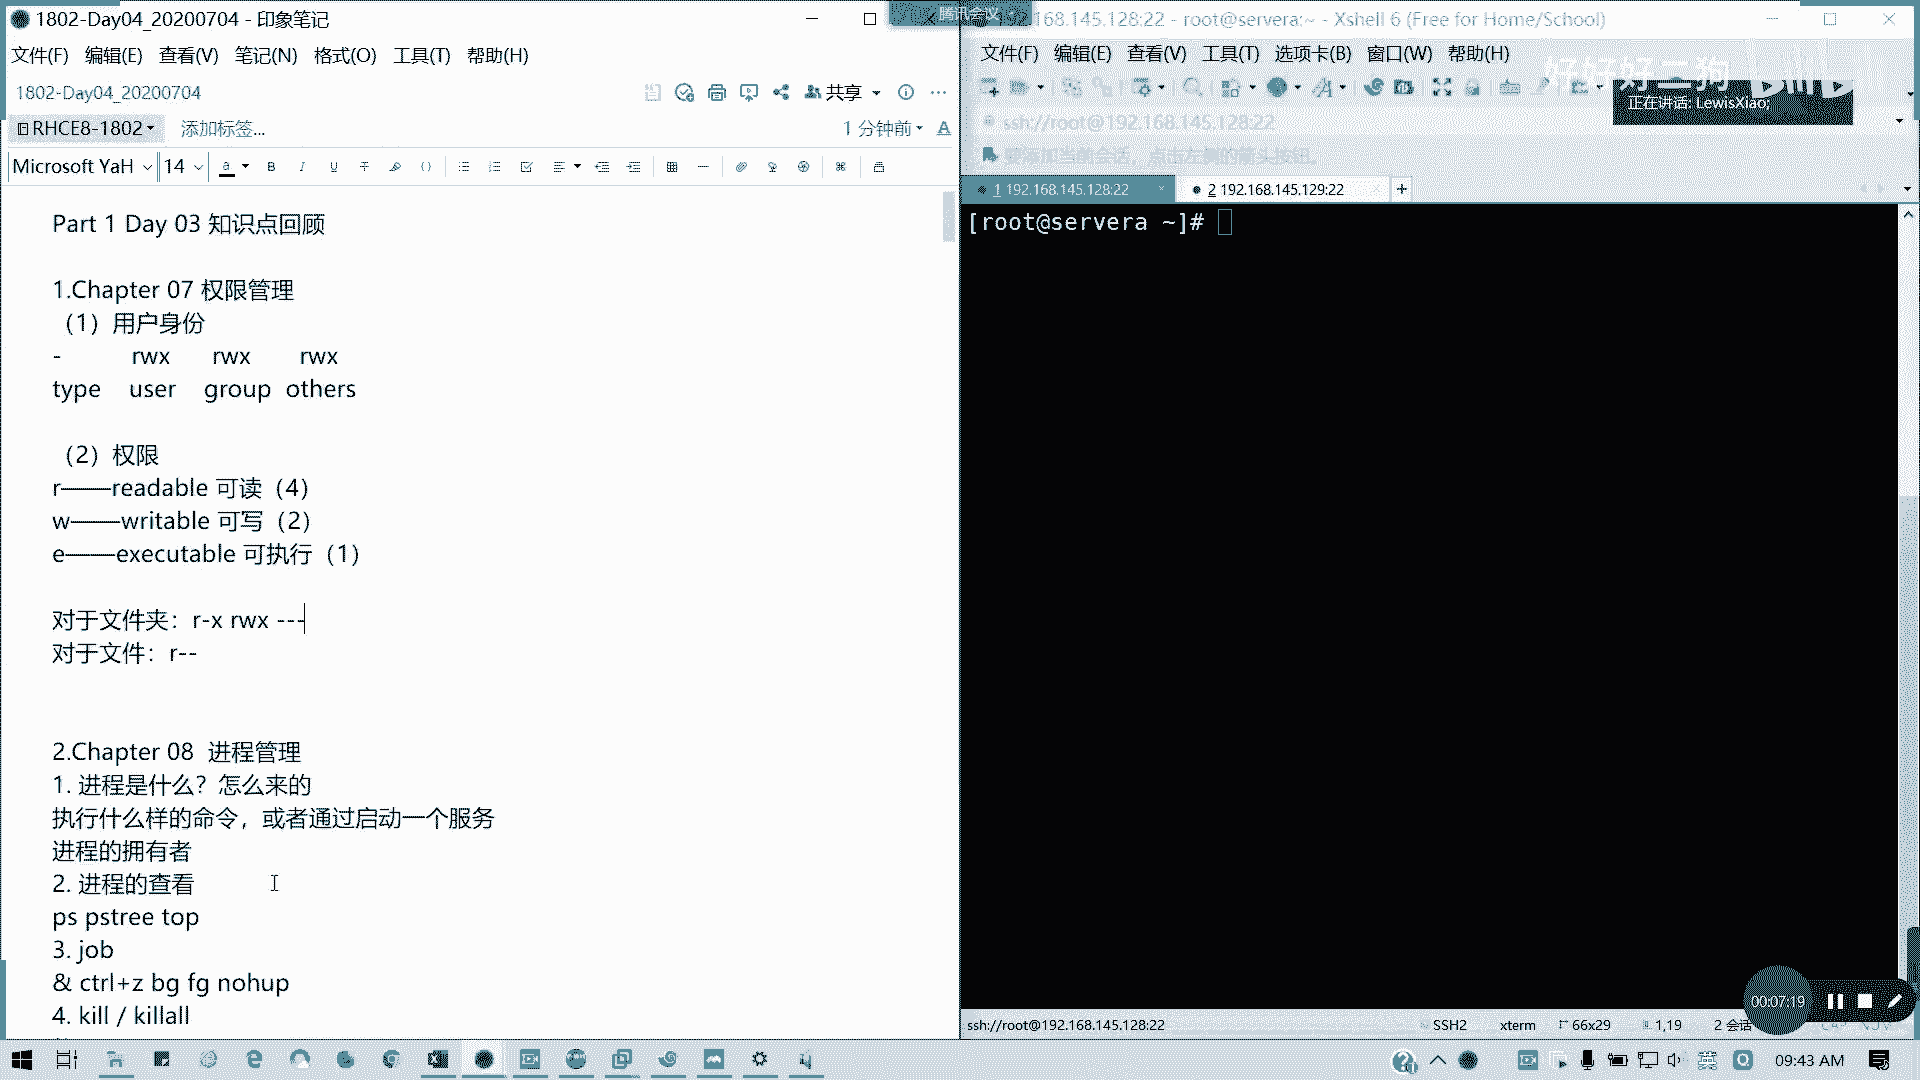 1802-Day04_20200704 - 印象笔记
文件(F) 编辑(E) 查看(V) 笔记(N) 格式(O) 工具(T) 帮助(H)
1802-Day04_20200704
共享
RHCE8-1802
添加标签...
1 分钟前
Microsoft YaH
14
Part 1 Day 03 知识点回顾
1.Chapter 07 权限管理
（1）用户身份
- rwx rwx rwx
type user group others
（2）权限
r——readable 可读（4）
w——writable 可写（2）
e——executable 可执行（1）
对于文件夹：r-x rwx ---
对于文件：r--
2.Chapter 08 进程管理
1. 进程是什么？怎么来的
执行什么样的命令，或者通过启动一个服务
进程的拥有者
2. 进程的查看
ps pstree top
3. job
& ctrl+z bg fg nohup
4. kill / killall
腾讯会议
168.145.128:22 - root@servera:~ - Xshell 6 (Free for Home/School)
文件(F) 编辑(E) 查看(V) 工具(T) 选项卡(B) 窗口(W) 帮助(H)
好好好二狗
正在讲话: LewisXiao;
ssh://root@192.168.145.128:22
要添加当前会话，点击左侧的箭头按钮。
1 192.168.145.128:22
2 192.168.145.129:22
[root@servera ~]#
00:07:19
ssh://root@192.168.145.128:22
SSH2
xterm
66x29
1,19
2 会话
英
09:43 AM